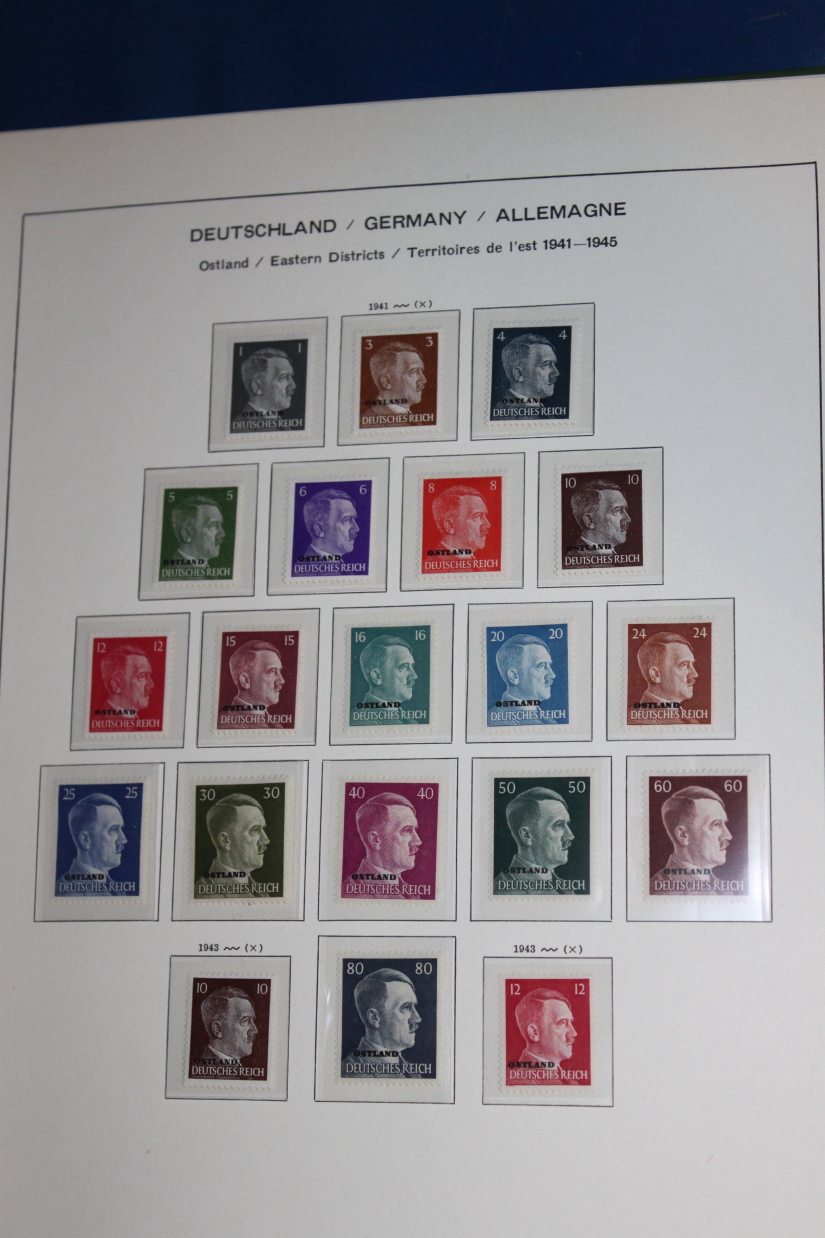 DEUTSCHLAND / GERMANY / ALLEMAGNE
Ostland / Eastern Districts / Territoires de l'est 1941—1945
1941 ~~ (×)
1 1
OSTLAND
DEUTSCHES REICH
3 3
OSTLAND
DEUTSCHES REICH
4 4
OSTLAND
DEUTSCHES REICH
5 5
OSTLAND
DEUTSCHES REICH
6 6
OSTLAND
DEUTSCHES REICH
8 8
OSTLAND
DEUTSCHES REICH
10 10
OSTLAND
DEUTSCHES REICH
12 12
OSTLAND
DEUTSCHES REICH
15 15
OSTLAND
DEUTSCHES REICH
16 16
OSTLAND
DEUTSCHES REICH
20 20
OSTLAND
DEUTSCHES REICH
24 24
OSTLAND
DEUTSCHES REICH
25 25
OSTLAND
DEUTSCHES REICH
30 30
OSTLAND
DEUTSCHES REICH
40 40
OSTLAND
DEUTSCHES REICH
50 50
OSTLAND
DEUTSCHES REICH
60 60
OSTLAND
DEUTSCHES REICH
1943 ~~ (×)
10 10
OSTLAND
DEUTSCHES REICH
80 80
OSTLAND
DEUTSCHES REICH
1943 ~~ (×)
12 12
OSTLAND
DEUTSCHES REICH